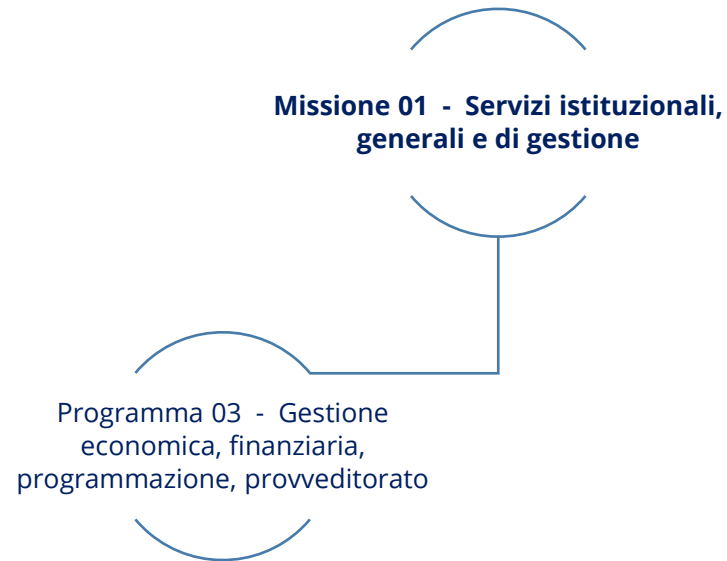 Missione 01 - Servizi istituzionali,
generali e di gestione
Programma 03 - Gestione
economica, finanziaria,
programmazione, provveditorato